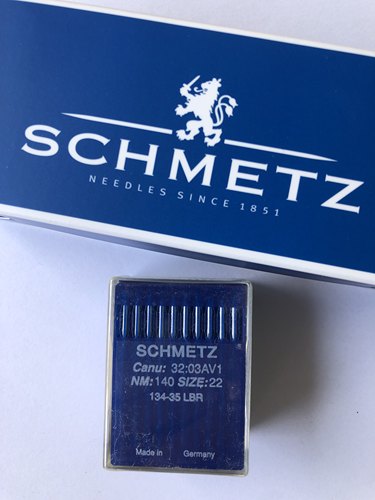 SCHMETZ
NEEDLES SINCE 1851
SCHMETZ
Canu: 32:03AV1
NM:140 SIZE:22
134-35 LBR
Made in Germany